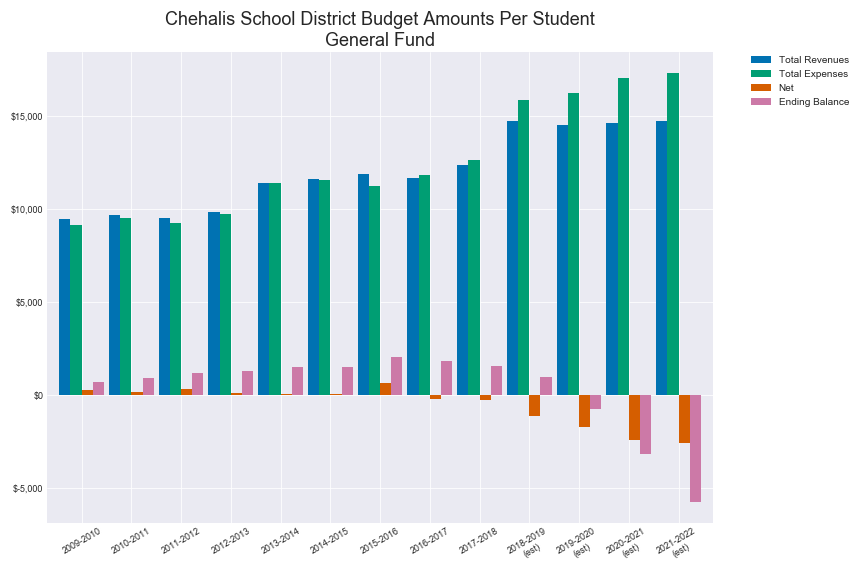 Chehalis School District Budget Amounts Per Student
General Fund
Total Revenues
Total Expenses
Net
Ending Balance
$15,000
$10,000
$5,000
$0
$-5,000
2009-2010
2010-2011
2011-2012
2012-2013
2013-2014
2014-2015
2015-2016
2016-2017
2017-2018
2018-2019
(est)
2019-2020
(est)
2020-2021
(est)
2021-2022
(est)